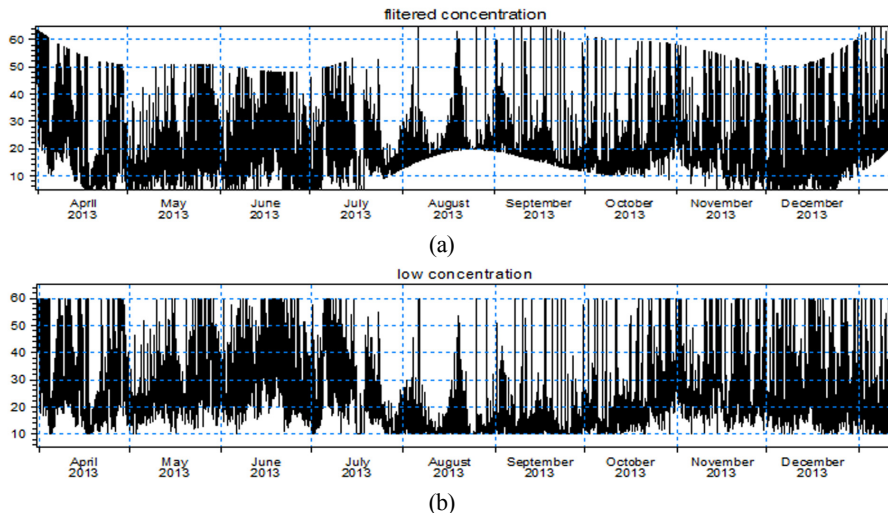 flitered concentration
60
50
40
30
20
10
April May June July August September October November December
2013 2013 2013 2013 2013 2013 2013 2013 2013
(a)
low concentration
60
50
40
30
20
10
April May June July August September October November December
2013 2013 2013 2013 2013 2013 2013 2013 2013
(b)